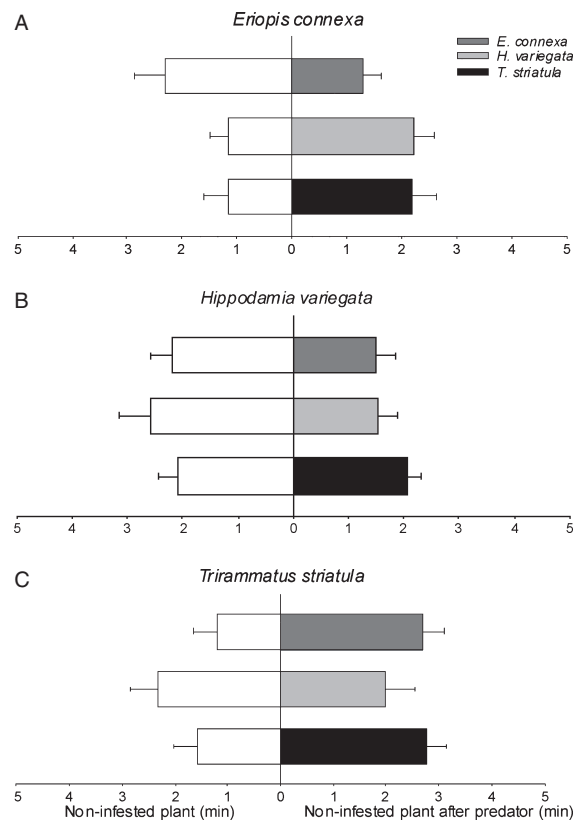 A
Eriopis connexa
E. connexa
H. variegata
T. striatula
5 4 3 2 1 0 1 2 3 4 5
B
Hippodamia variegata
5 4 3 2 1 0 1 2 3 4 5
C
Trirammatus striatula
5 4 3 2 1 0 1 2 3 4 5
Non-infested plant (min) Non-infested plant after predator (min)